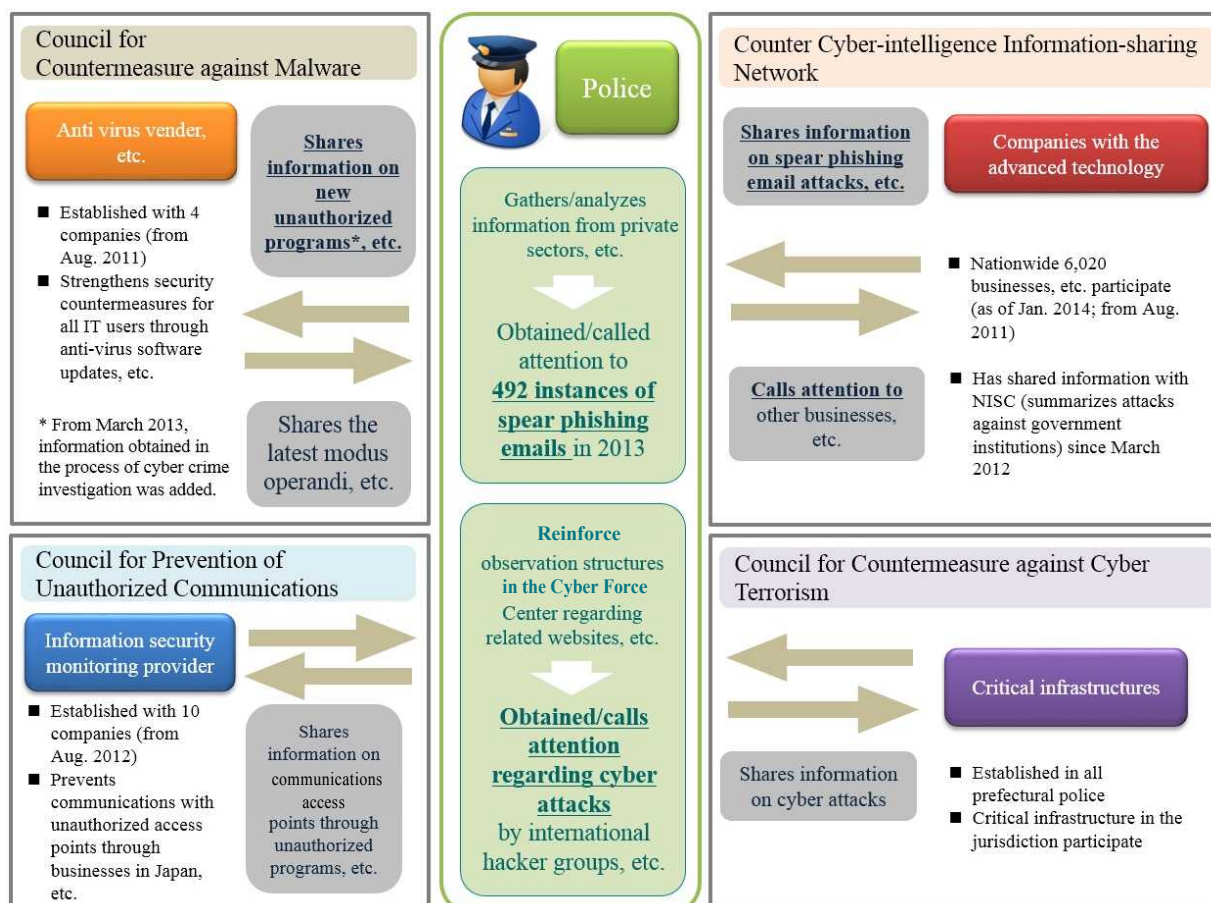 Council for
Countermeasure against Malware
Anti virus vender,
etc.
Shares
information on
new
unauthorized
programs*, etc.
■ Established with 4
companies (from
Aug. 2011)
■ Strengthens security
countermeasures for
all IT users through
anti-virus software
updates, etc.
* From March 2013,
information obtained in
the process of cyber crime
investigation was added.
Shares the
latest modus
operandi, etc.
Council for Prevention of
Unauthorized Communications
Information security
monitoring provider
■ Established with 10
companies (from
Aug. 2012)
■ Prevents
communications with
unauthorized access
points through
businesses in Japan,
etc.
Shares
information on
communications
access
points through
unauthorized
programs, etc.
Police
Gathers/analyzes
information from private
sectors, etc.
Obtained/called
attention to
492 instances of
spear phishing
emails in 2013
Reinforce
observation structures
in the Cyber Force
Center regarding
related websites, etc.
Obtained/calls
attention
regarding cyber
attacks
by international
hacker groups, etc.
Counter Cyber-intelligence Information-sharing
Network
Shares information
on spear phishing
email attacks, etc.
Companies with the
advanced technology
■ Nationwide 6,020
businesses, etc. participate
(as of Jan. 2014; from Aug.
2011)
Calls attention to
other businesses,
etc.
■ Has shared information with
NISC (summarizes attacks
against government
institutions) since March
2012
Council for Countermeasure against Cyber
Terrorism
Critical infrastructures
Shares information
on cyber attacks
■ Established in all
prefectural police
■ Critical infrastructure in the
jurisdiction participate